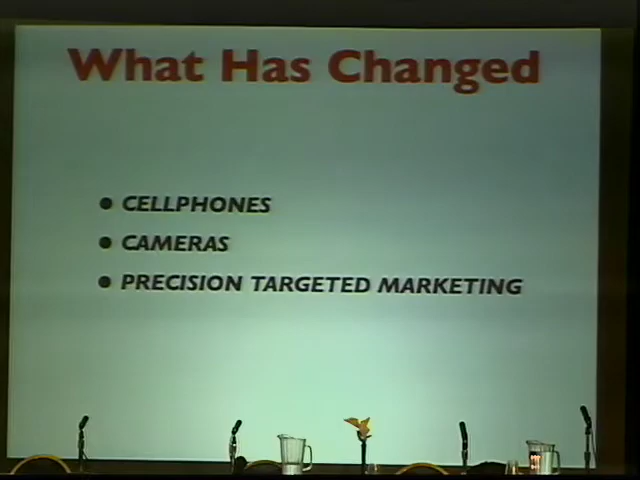 What Has Changed
• CELLPHONES
• CAMERAS
• PRECISION TARGETED MARKETING